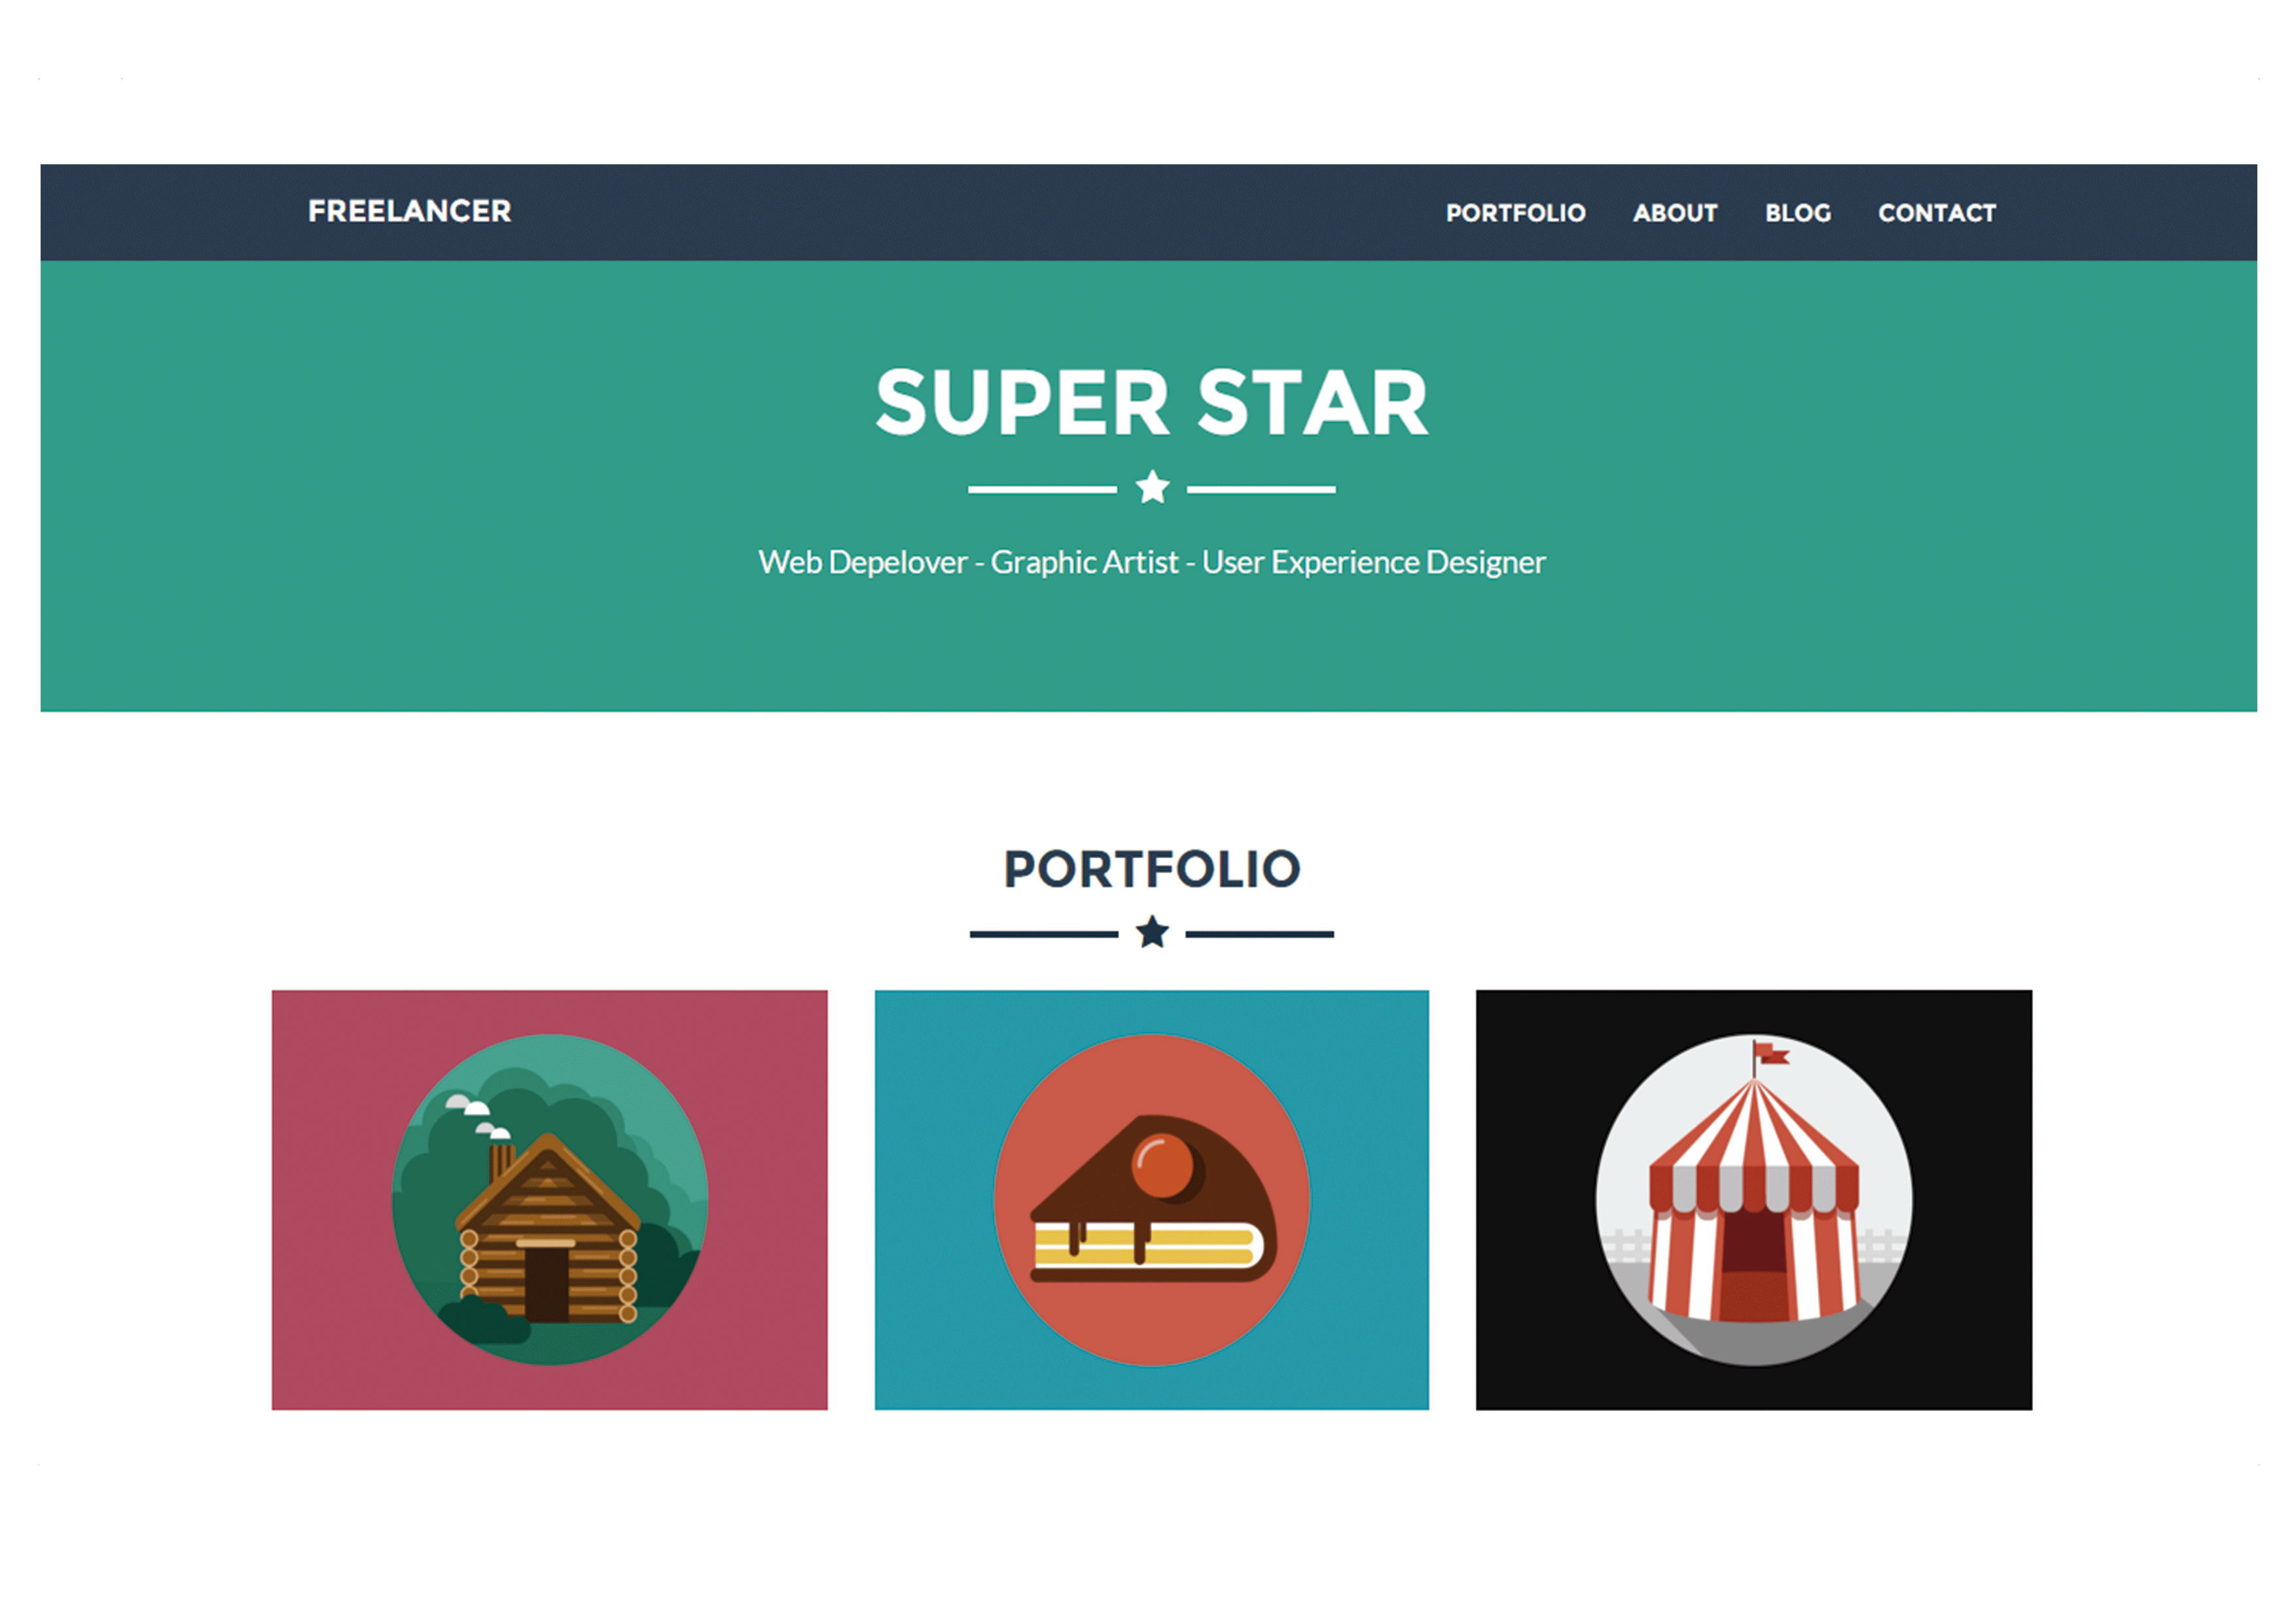 FREELANCER
PORTFOLIO ABOUT BLOG CONTACT
SUPER STAR
Web Depelover - Graphic Artist - User Experience Designer
PORTFOLIO